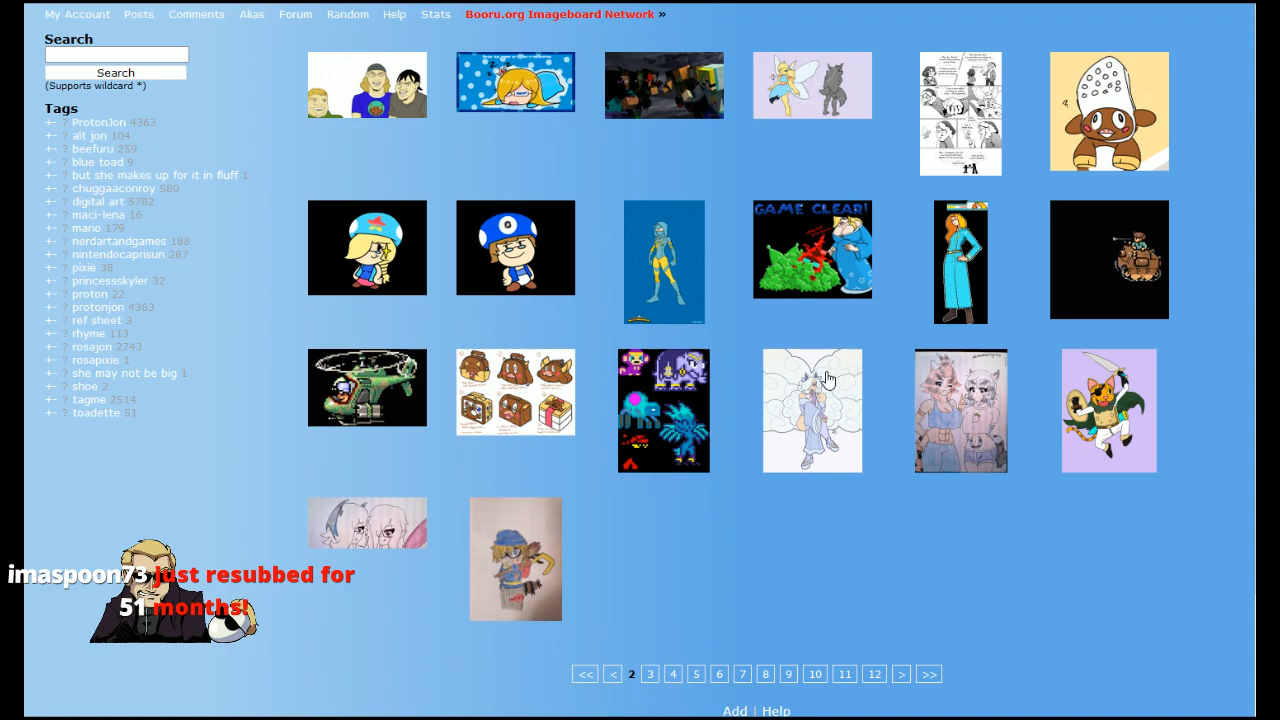 My Account Posts Comments Alias Forum Random Help Stats Booru.org Imageboard Network »
Search
Search
(Supports wildcard *)
Tags
+- ? ProtonJon 4363
+- ? alt jon 104
+- ? beefuru 259
+- ? blue toad 9
+- ? but she makes up for it in fluff 1
+- ? chuggaaconroy 580
+- ? digital art 5782
+- ? maci-lena 16
+- ? mario 179
+- ? nerdartandgames 188
+- ? nintendocaprisun 287
+- ? pixie 38
+- ? princessskyler 32
+- ? proton 22
+- ? protonjon 4363
+- ? ref sheet 3
+- ? rhyme 113
+- ? rosajon 2743
+- ? rosapixie 1
+- ? she may not be big 1
+- ? shoe 2
+- ? tagme 2514
+- ? toadette 51
GAME CLEAR!
imaspoon73 just resubbed for
51 months!
<< < 2 3 4 5 6 7 8 9 10 11 12 > >>
Add | Help